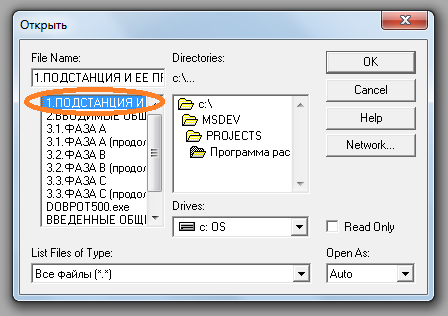 Открыть
File Name:
1.ПОДСТАНЦИЯ И ЕЕ ПР
1.ПОДСТАНЦИЯ И
2.ВВОДИМЫЕ ОБЩ
3.1.ФАЗА А
3.1.ФАЗА А (продол
3.2.ФАЗА В
3.2.ФАЗА В (продол
3.3.ФАЗА С
3.3.ФАЗА С (продол
DOBPOT500.exe
ВВЕДЕННЫЕ ОБЩИ
List Files of Type:
Все файлы (*.*)
Directories:
c:\...
c:\
MSDEV
PROJECTS
Программа рас
Drives:
c: OS
OK
Cancel
Help
Network...
Read Only
Open As:
Auto